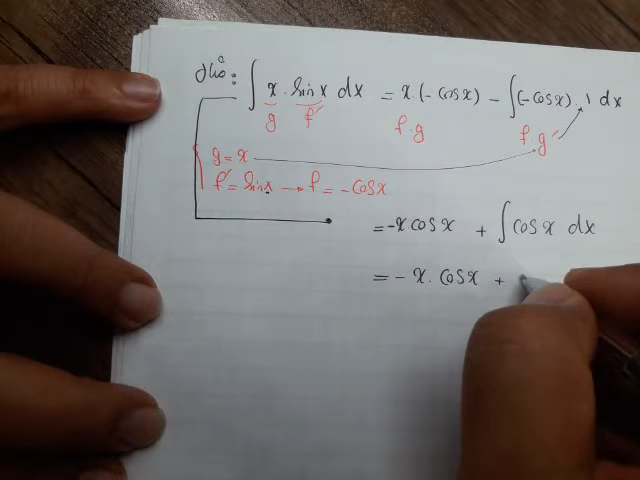 مثال: ∫ x · sin x dx = x · (- cos x) - ∫ (- cos x) · 1 dx
g f' f · g f · g'
g = x
f' = sin x → f = - cos x
= - x cos x + ∫ cos x dx
= - x . cos x +